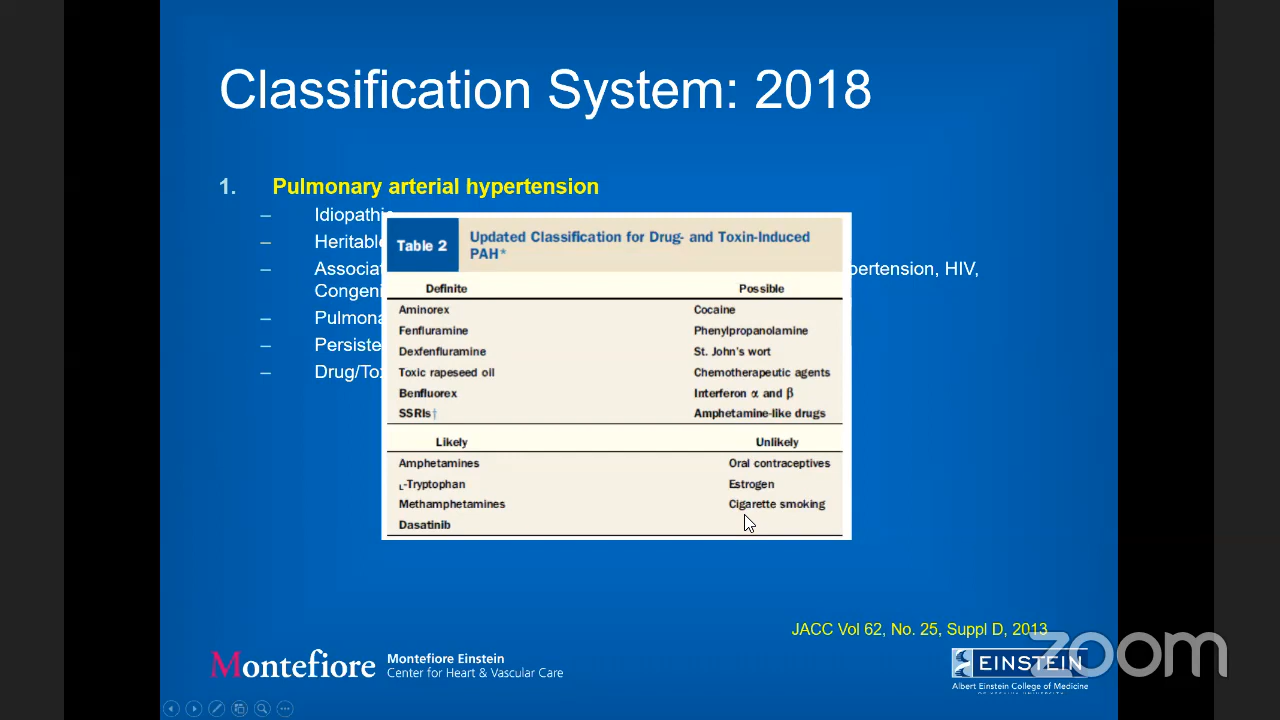 Classification System: 2018
1. Pulmonary arterial hypertension
– Idiopathic
– Heritable
– Associat
pertension, HIV,
Congeni
– Pulmona
– Persiste
– Drug/Tox
Table 2
Updated Classification for Drug- and Toxin-Induced
PAH*
Definite Possible
Aminorex Cocaine
Fenfluramine Phenylpropanolamine
Dexfenfluramine St. John's wort
Toxic rapeseed oil Chemotherapeutic agents
Benfluorex Interferon α and β
SSRIs† Amphetamine-like drugs
Likely Unlikely
Amphetamines Oral contraceptives
L-Tryptophan Estrogen
Methamphetamines Cigarette smoking
Dasatinib
JACC Vol 62, No. 25, Suppl D, 2013
Montefiore
Montefiore Einstein
Center for Heart & Vascular Care
EINSTEIN
Albert Einstein College of Medicine
zoom